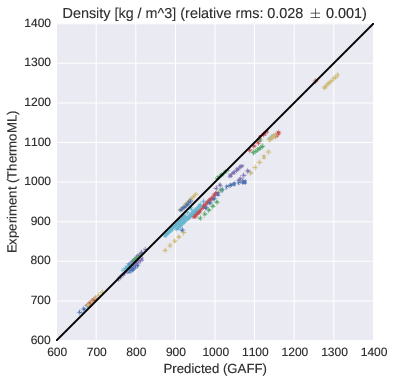 Density [kg / m^3] (relative rms: 0.028 ± 0.001)
1400
1300
1200
1100
1000
900
800
700
600
Experiment (ThermoML)
600 700 800 900 1000 1100 1200 1300 1400
Predicted (GAFF)